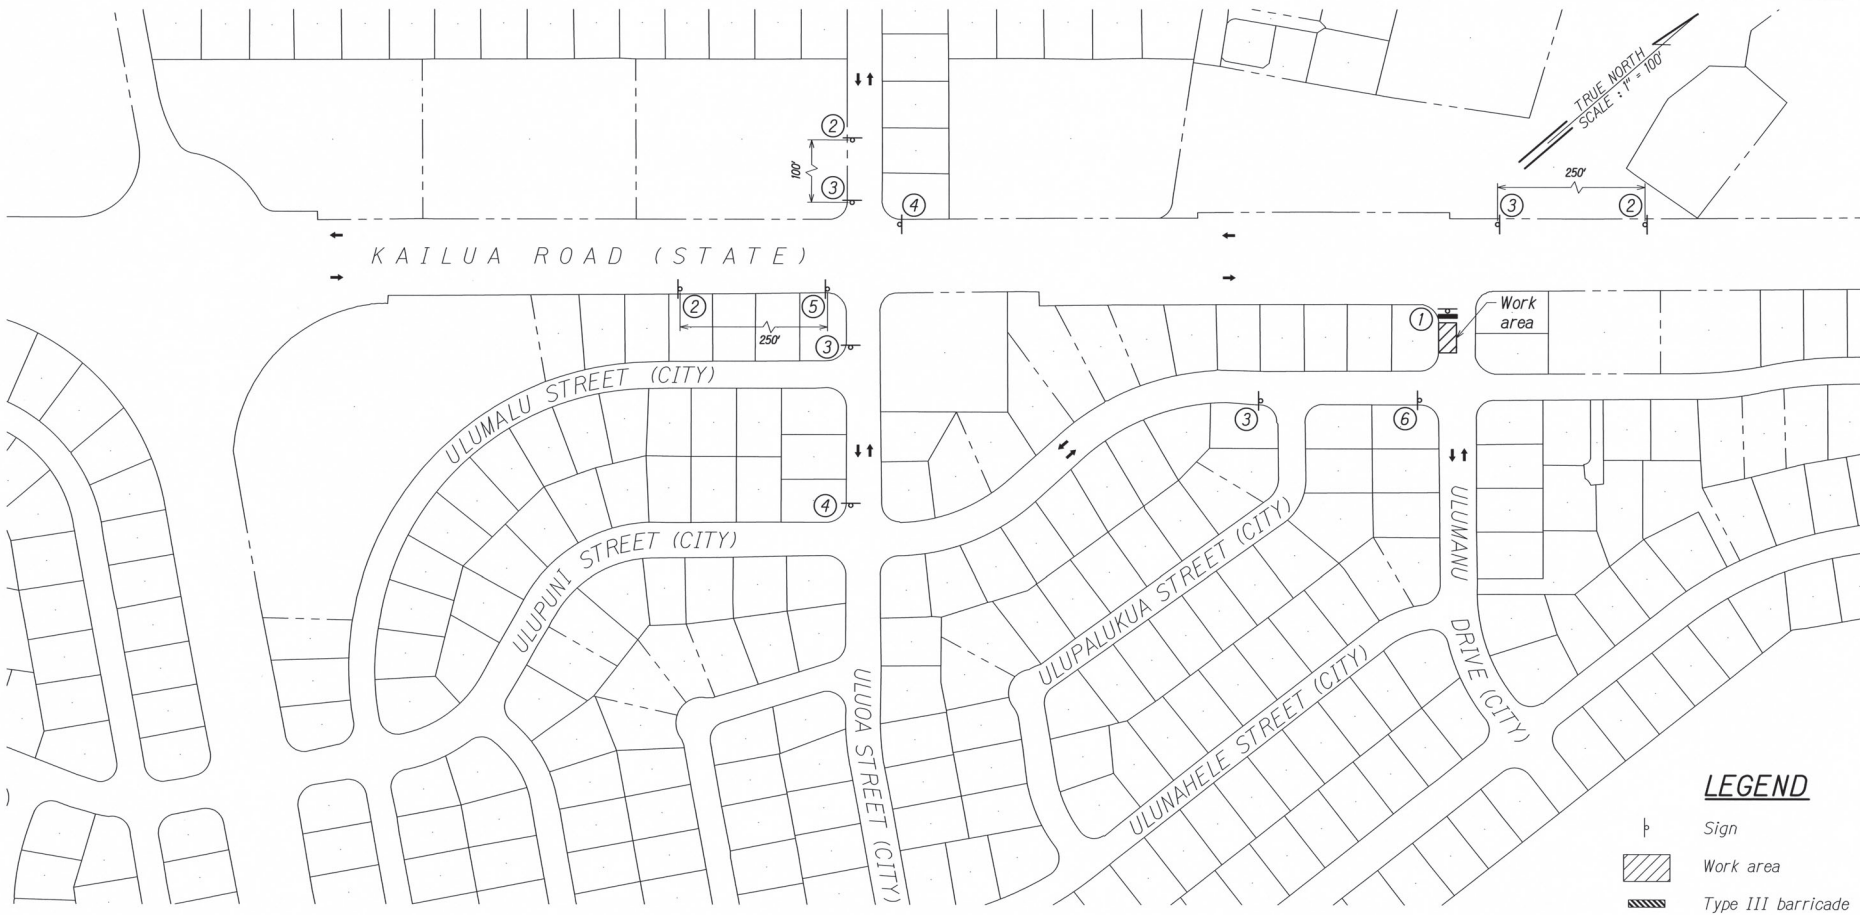 TRUE NORTH
SCALE : 1" = 100'
2
100'
3
4
250'
3
2
KAILUA ROAD (STATE)
2
5
250'
3
1
Work
area
ULUMALU STREET (CITY)
3
6
4
ULUPUNI STREET (CITY)
ULUPALUKUA STREET (CITY)
ULUMANU DRIVE (CITY)
ULUNAHELE STREET (CITY)
ULUOA STREET (CITY)
LEGEND
Sign
Work area
Type III barricade